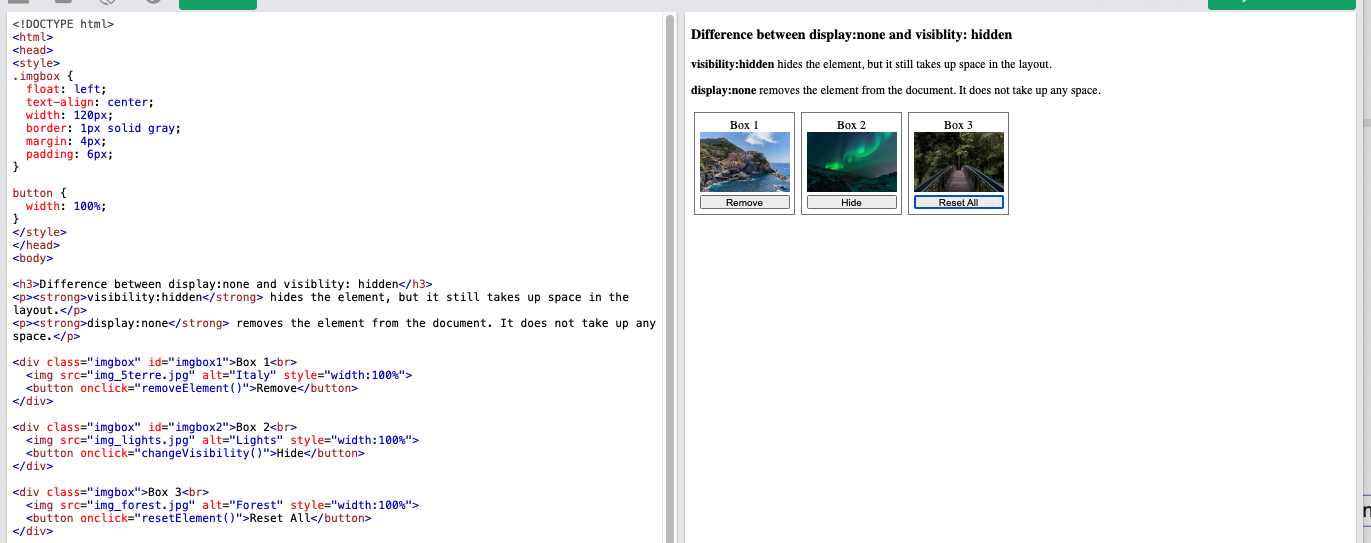 <!DOCTYPE html>
<html>
<head>
<style>
.imgbox {
  float: left;
  text-align: center;
  width: 120px;
  border: 1px solid gray;
  margin: 4px;
  padding: 6px;
}

button {
  width: 100%;
}
</style>
</head>
<body>

<h3>Difference between display:none and visiblity: hidden</h3>
<p><strong>visibility:hidden</strong> hides the element, but it still takes up space in the
layout.</p>
<p><strong>display:none</strong> removes the element from the document. It does not take up any
space.</p>

<div class="imgbox" id="imgbox1">Box 1<br>
  <img src="img_5terre.jpg" alt="Italy" style="width:100%">
  <button onclick="removeElement()">Remove</button>
</div>

<div class="imgbox" id="imgbox2">Box 2<br>
  <img src="img_lights.jpg" alt="Lights" style="width:100%">
  <button onclick="changeVisibility()">Hide</button>
</div>

<div class="imgbox">Box 3<br>
  <img src="img_forest.jpg" alt="Forest" style="width:100%">
  <button onclick="resetElement()">Reset All</button>
</div>

Difference between display:none and visiblity: hidden
visibility:hidden hides the element, but it still takes up space in the layout.
display:none removes the element from the document. It does not take up any space.
Box 1 Box 2 Box 3
Remove Hide Reset All